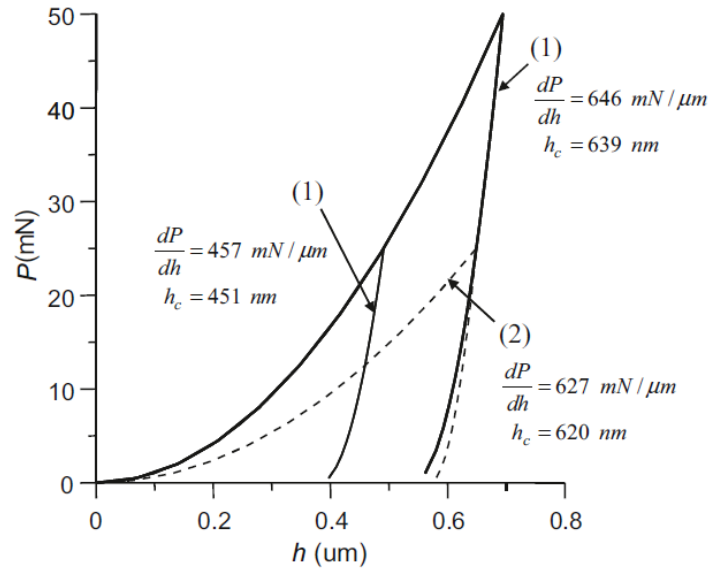 50
40
30
20
10
0
P(mN)
(1)
dP/dh = 646 mN/μm
h_c = 639 nm
(1)
dP/dh = 457 mN/μm
h_c = 451 nm
(2)
dP/dh = 627 mN/μm
h_c = 620 nm
0 0.2 0.4 0.6 0.8
h (um)